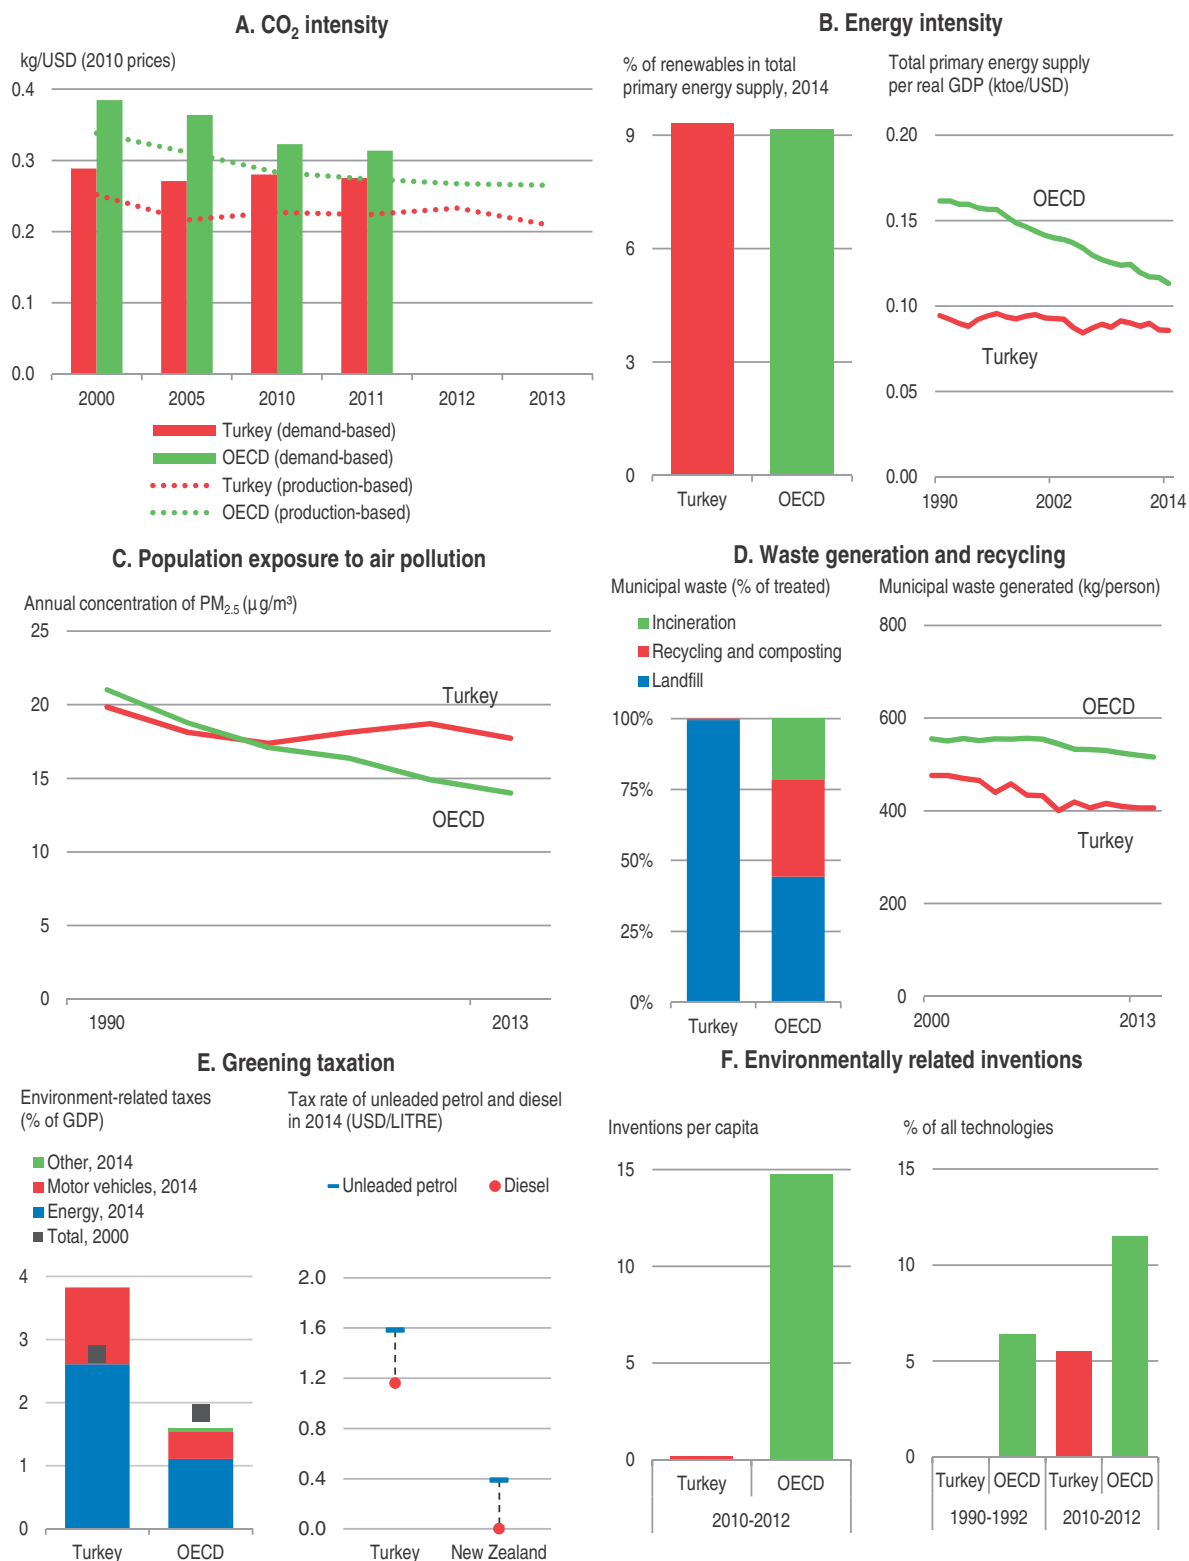 A. CO2 intensity
kg/USD (2010 prices)
0.4
0.3
0.2
0.1
0.0
2000 2005 2010 2011 2012 2013
Turkey (demand-based)
OECD (demand-based)
Turkey (production-based)
OECD (production-based)
B. Energy intensity
% of renewables in total
primary energy supply, 2014
9
6
3
0
Turkey OECD
Total primary energy supply
per real GDP (ktoe/USD)
0.20
0.15
0.10
0.05
0.00
OECD
Turkey
1990 2002 2014
C. Population exposure to air pollution
Annual concentration of PM2.5 (µg/m³)
25
20
15
10
5
0
Turkey
OECD
1990 2013
D. Waste generation and recycling
Municipal waste (% of treated)
Incineration
Recycling and composting
Landfill
100%
75%
50%
25%
0%
Turkey OECD
Municipal waste generated (kg/person)
800
600
400
200
0
OECD
Turkey
2000 2013
E. Greening taxation
Environment-related taxes
(% of GDP)
Other, 2014
Motor vehicles, 2014
Energy, 2014
Total, 2000
4
3
2
1
0
Turkey OECD
Tax rate of unleaded petrol and diesel
in 2014 (USD/LITRE)
Unleaded petrol Diesel
2.0
1.6
1.2
0.8
0.4
0.0
Turkey New Zealand
F. Environmentally related inventions
Inventions per capita
15
10
5
0
Turkey OECD
2010-2012
% of all technologies
15
10
5
0
Turkey OECD Turkey OECD
1990-1992 2010-2012